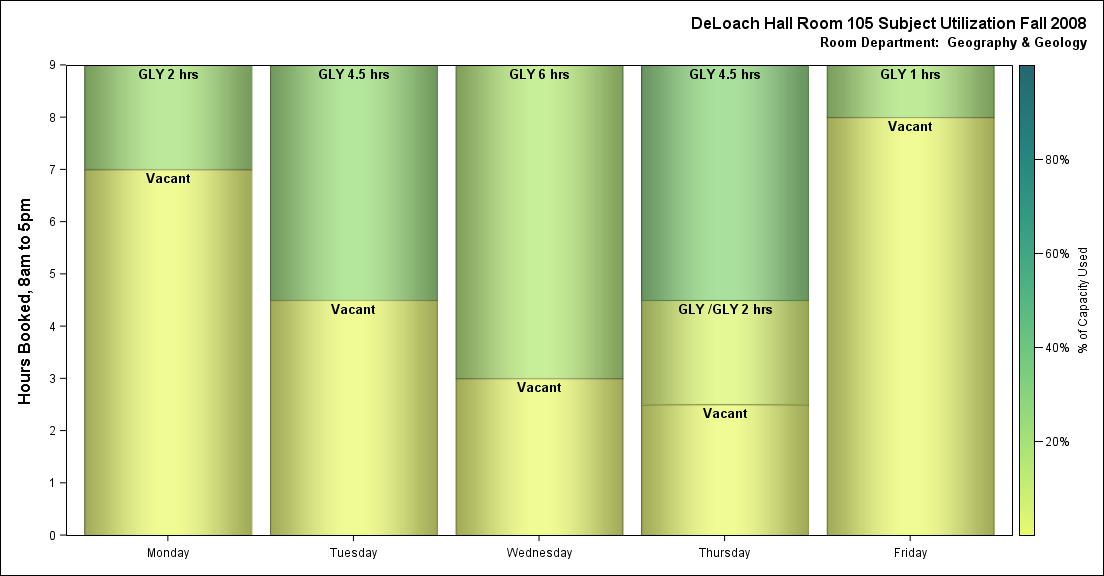 DeLoach Hall Room 105 Subject Utilization Fall 2008
Room Department:  Geography & Geology
Hours Booked, 8am to 5pm
9
8
7
6
5
4
3
2
1
0
GLY 2 hrs
Vacant
GLY 4.5 hrs
Vacant
GLY 6 hrs
Vacant
GLY 4.5 hrs
GLY /GLY 2 hrs
Vacant
GLY 1 hrs
Vacant
Monday
Tuesday
Wednesday
Thursday
Friday
80%
60%
40%
20%
% of Capacity Used